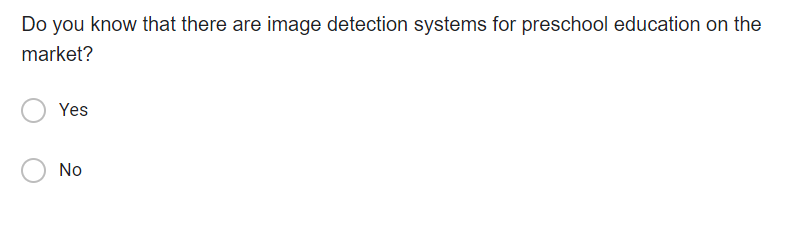 Do you know that there are image detection systems for preschool education on the
market?
Yes
No